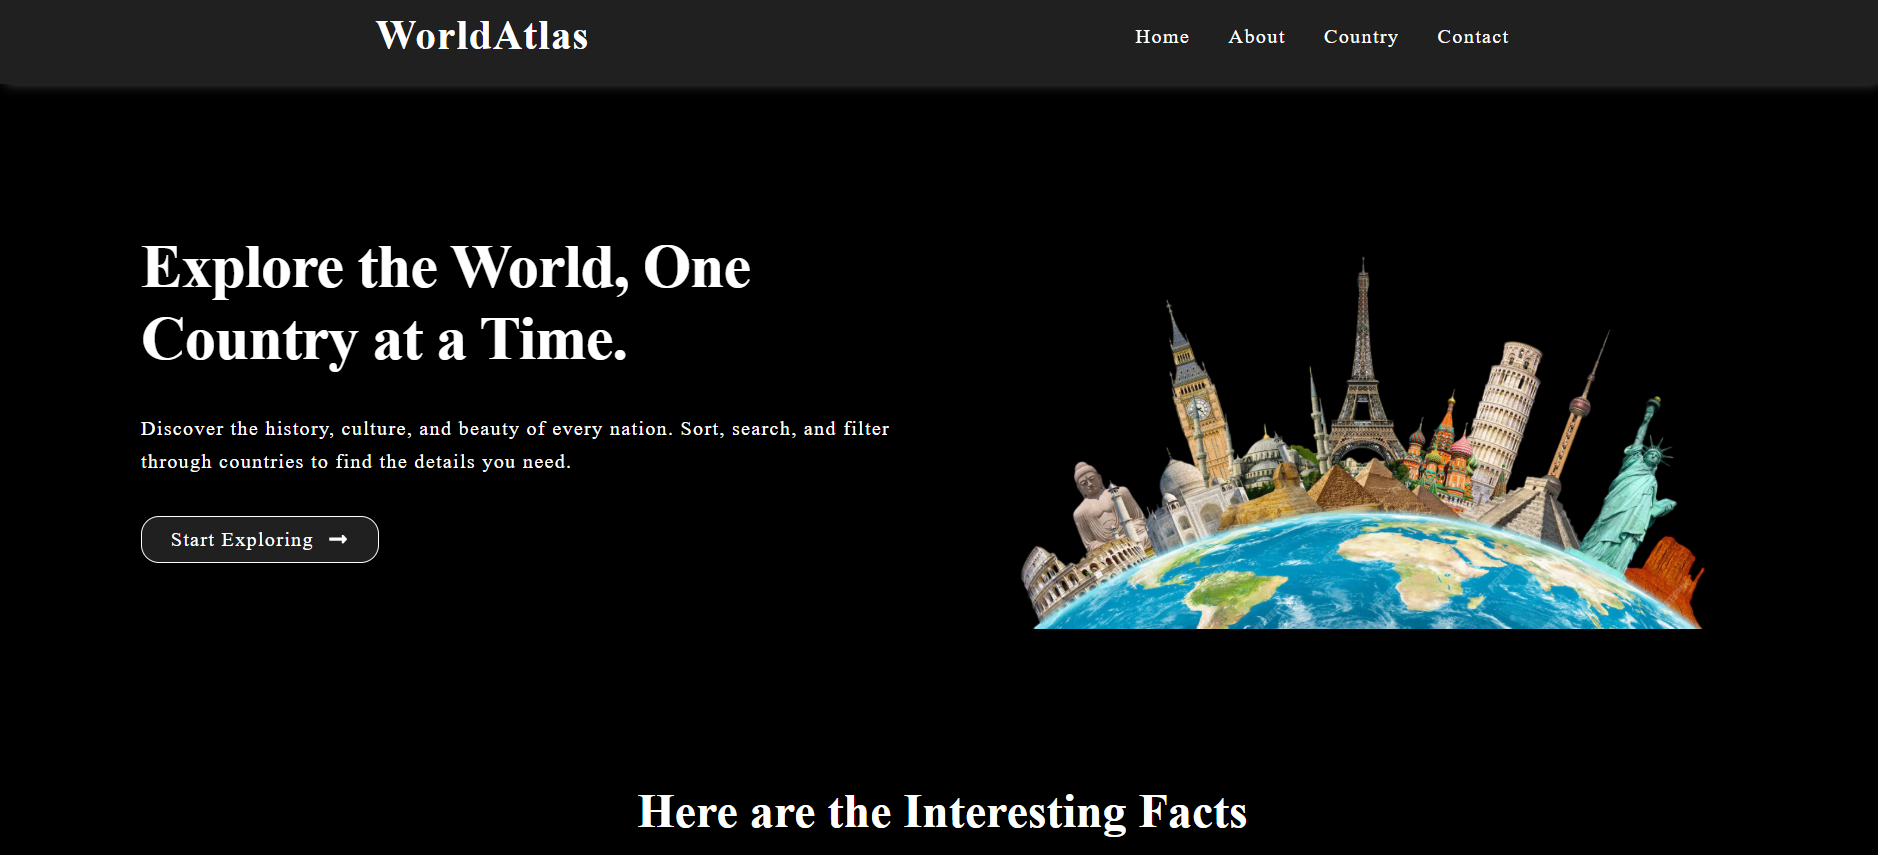 WorldAtlas
Home About Country Contact
Explore the World, One
Country at a Time.
Discover the history, culture, and beauty of every nation. Sort, search, and filter
through countries to find the details you need.
Start Exploring
Here are the Interesting Facts